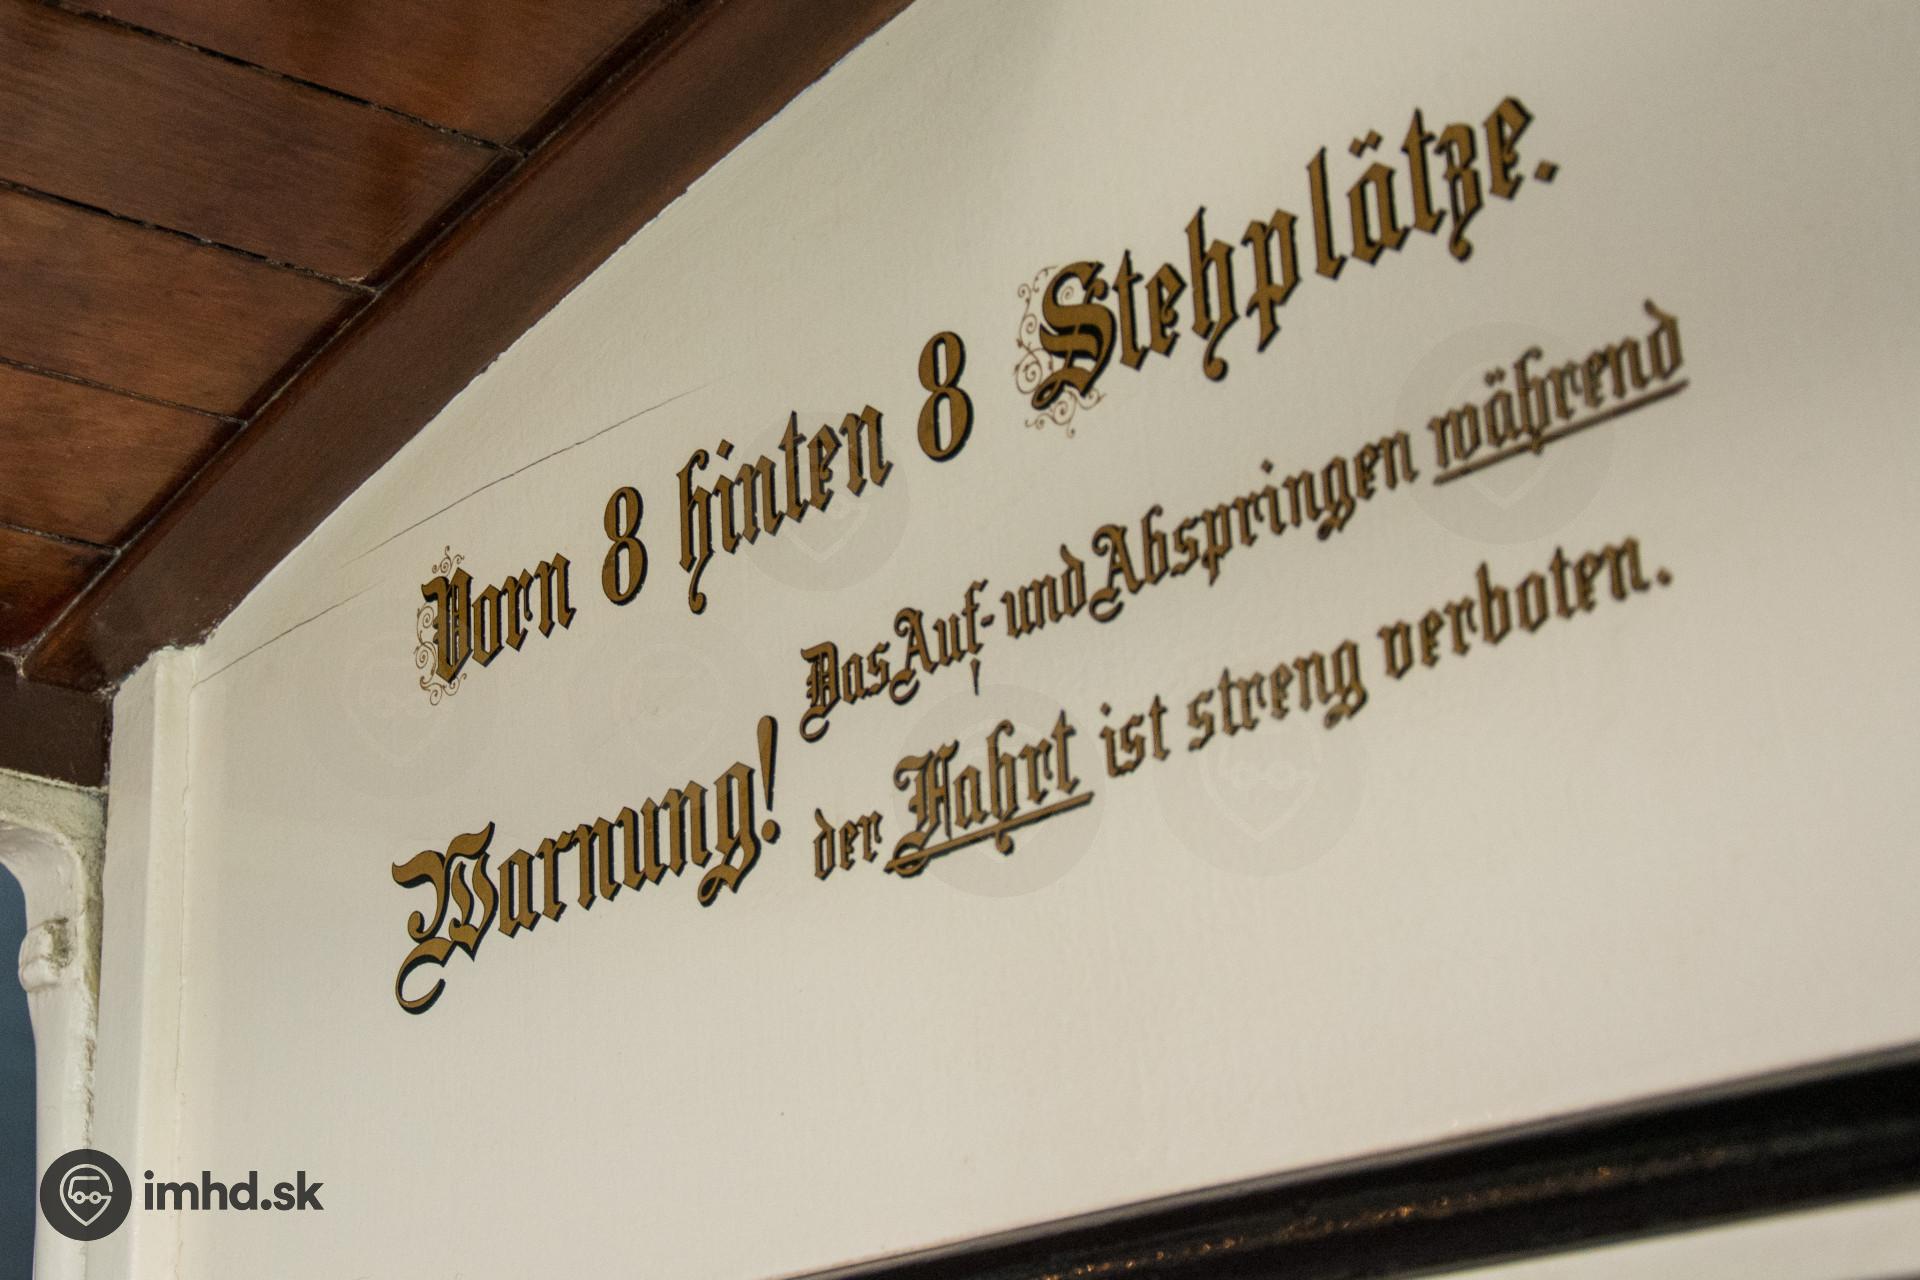 Vorn 8 hinten 8 Stehplätze.
Warnung!
Das Auf- und Abspringen während
der Fahrt ist streng verboten.
imhd.sk